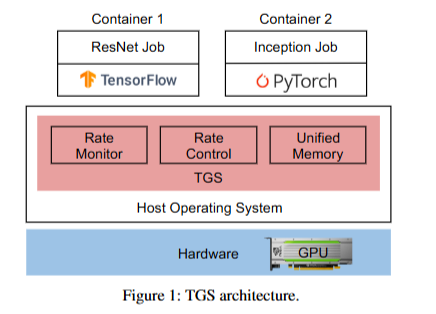 Container 1
Container 2
ResNet Job
Inception Job
TensorFlow
PyTorch
Rate
Monitor
Rate
Control
Unified
Memory
TGS
Host Operating System
Hardware
GPU
Figure 1: TGS architecture.